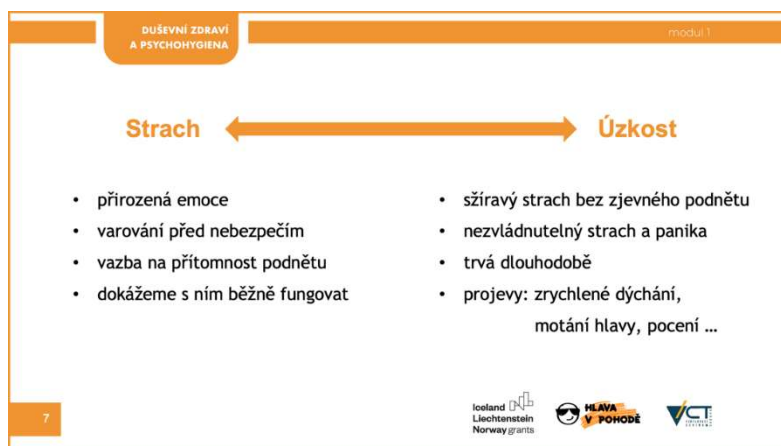 DUŠEVNÍ ZDRAVÍ
A PSYCHOHYGIENA
modul 1
Strach
Úzkost
• přirozená emoce
• varování před nebezpečím
• vazba na přítomnost podnětu
• dokážeme s ním běžně fungovat
• sžíravý strach bez zjevného podnětu
• nezvládnutelný strach a panika
• trvá dlouhodobě
• projevy: zrychlené dýchání,
motání hlavy, pocení ...
7
Iceland
Liechtenstein
Norway grants
HLAVA
V POHODĚ